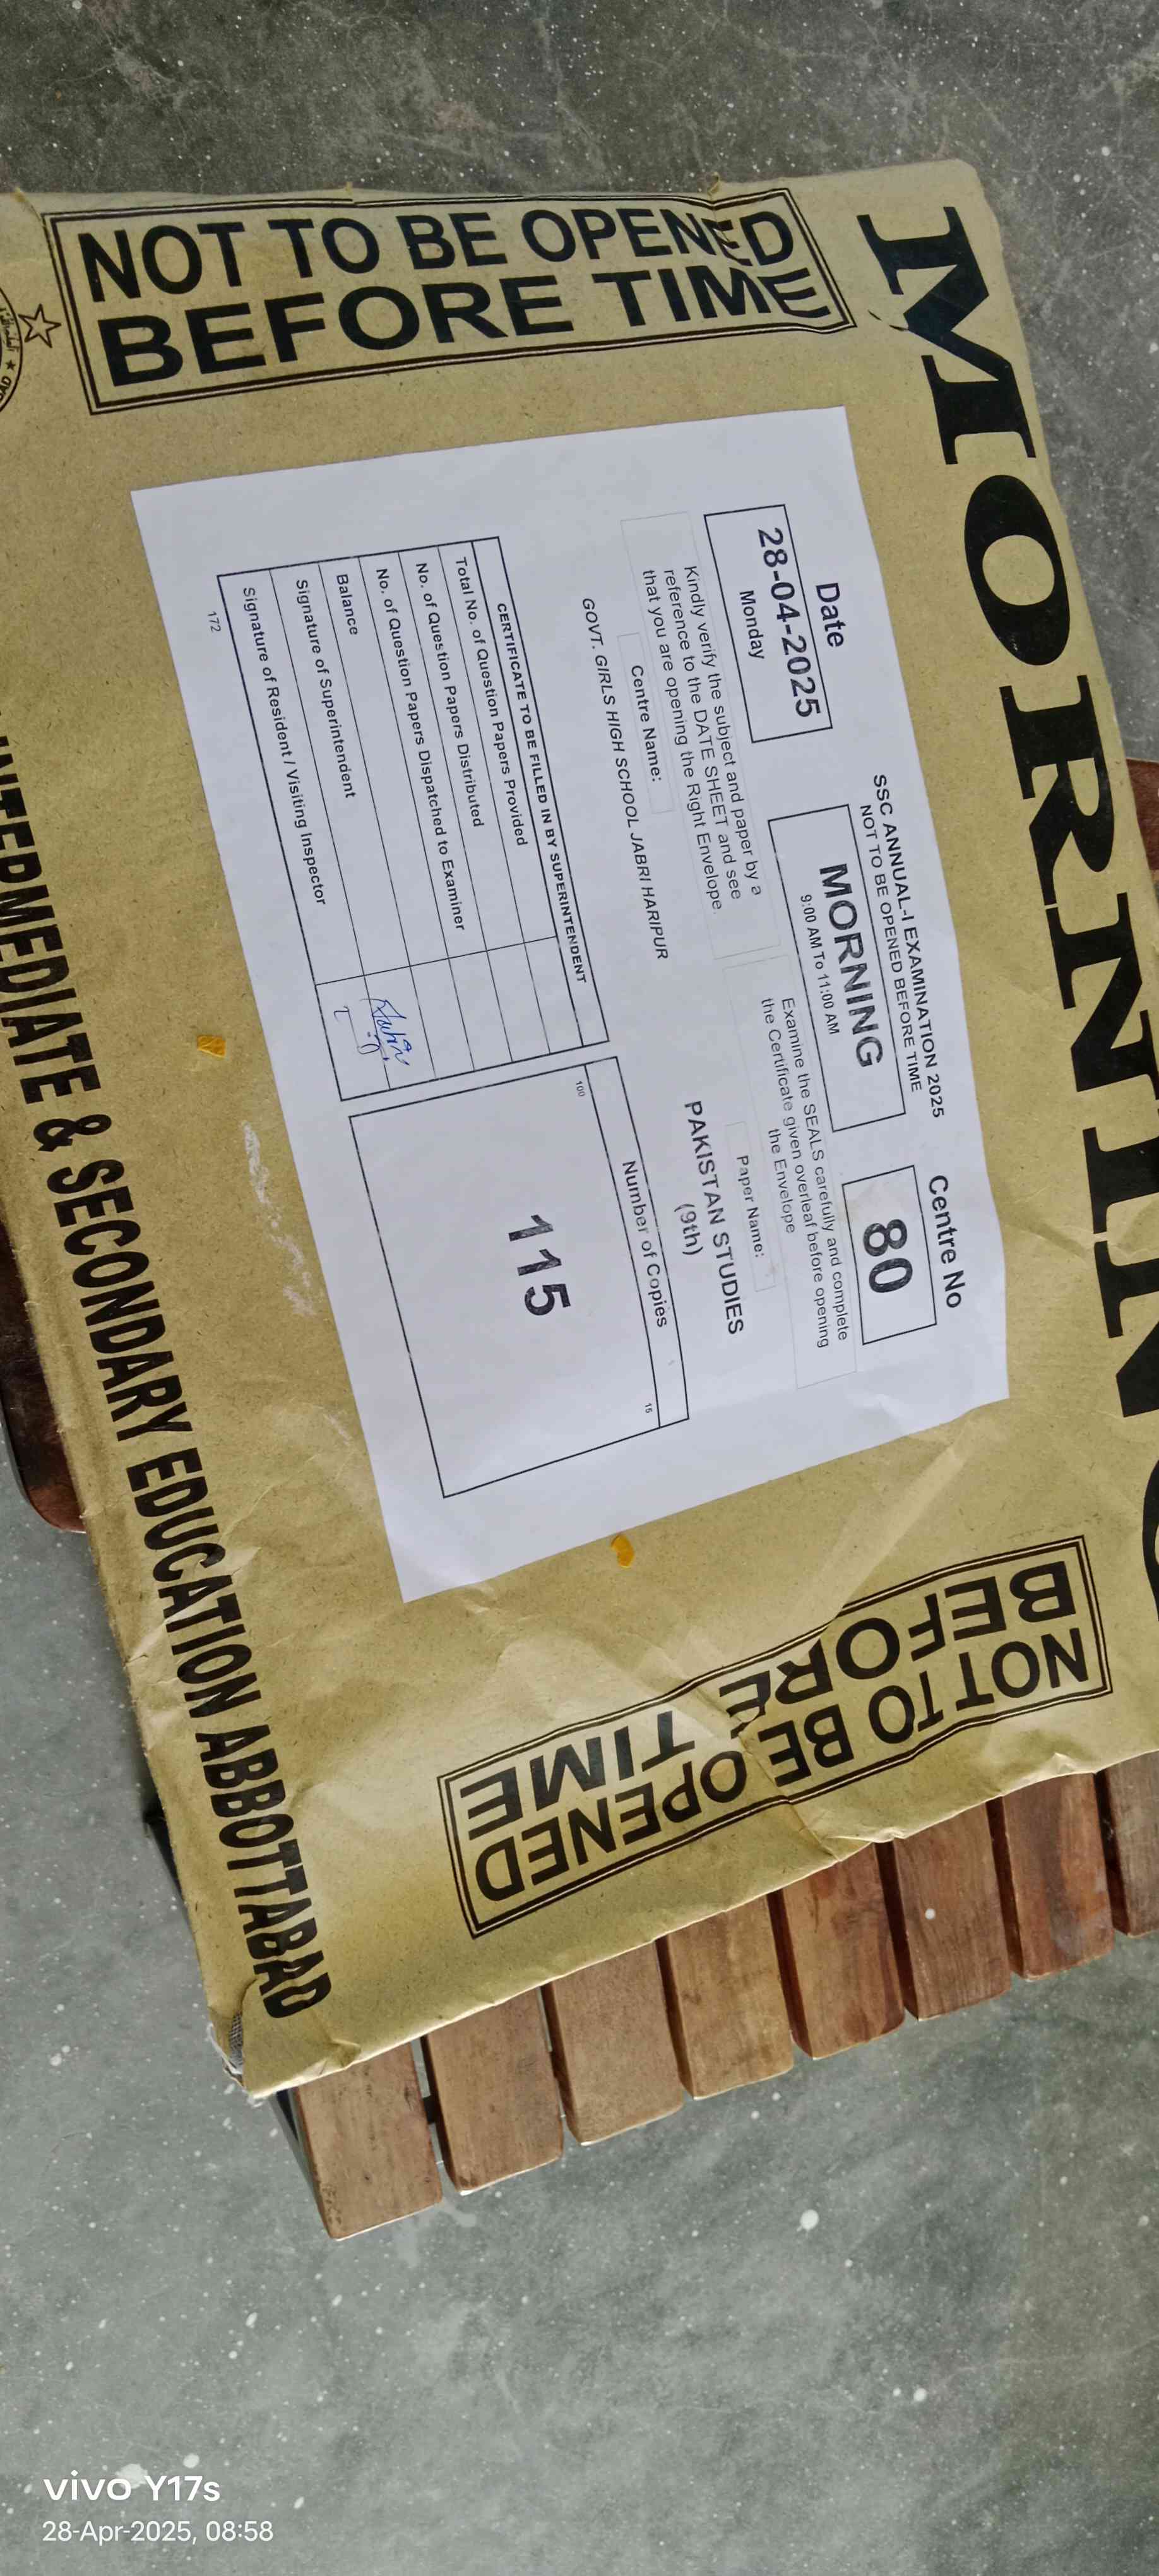 MORNING
NOT TO BE OPENED
BEFORE TIME
SSC ANNUAL-I EXAMINATION 2025
NOT TO BE OPENED BEFORE TIME
Date
28-04-2025
Monday
MORNING
9:00 AM To 11:00 AM
Centre No
80
Kindly verify the subject and paper by a
reference to the DATE SHEET and see
that you are opening the Right Envelope.
Examine the SEALS carefully and complete
the Certificate given overleaf before opening
the Envelope
Centre Name:
GOVT. GIRLS HIGH SCHOOL JABRI HARIPUR
Paper Name:
PAKISTAN STUDIES
(9th)
CERTIFICATE TO BE FILLED IN BY SUPERINTENDENT
Total No. of Question Papers Provided
No. of Question Papers Distributed
No. of Question Papers Dispatched to Examiner
Balance
Signature of Superintendent
Signature of Resident / Visiting Inspector
172
Number of Copies
100
15
115
NOT TO BE OPENED
BEFORE TIME
INTERMEDIATE & SECONDARY EDUCATION ABBOTTABAD
vivo Y17s
28-Apr-2025, 08:58